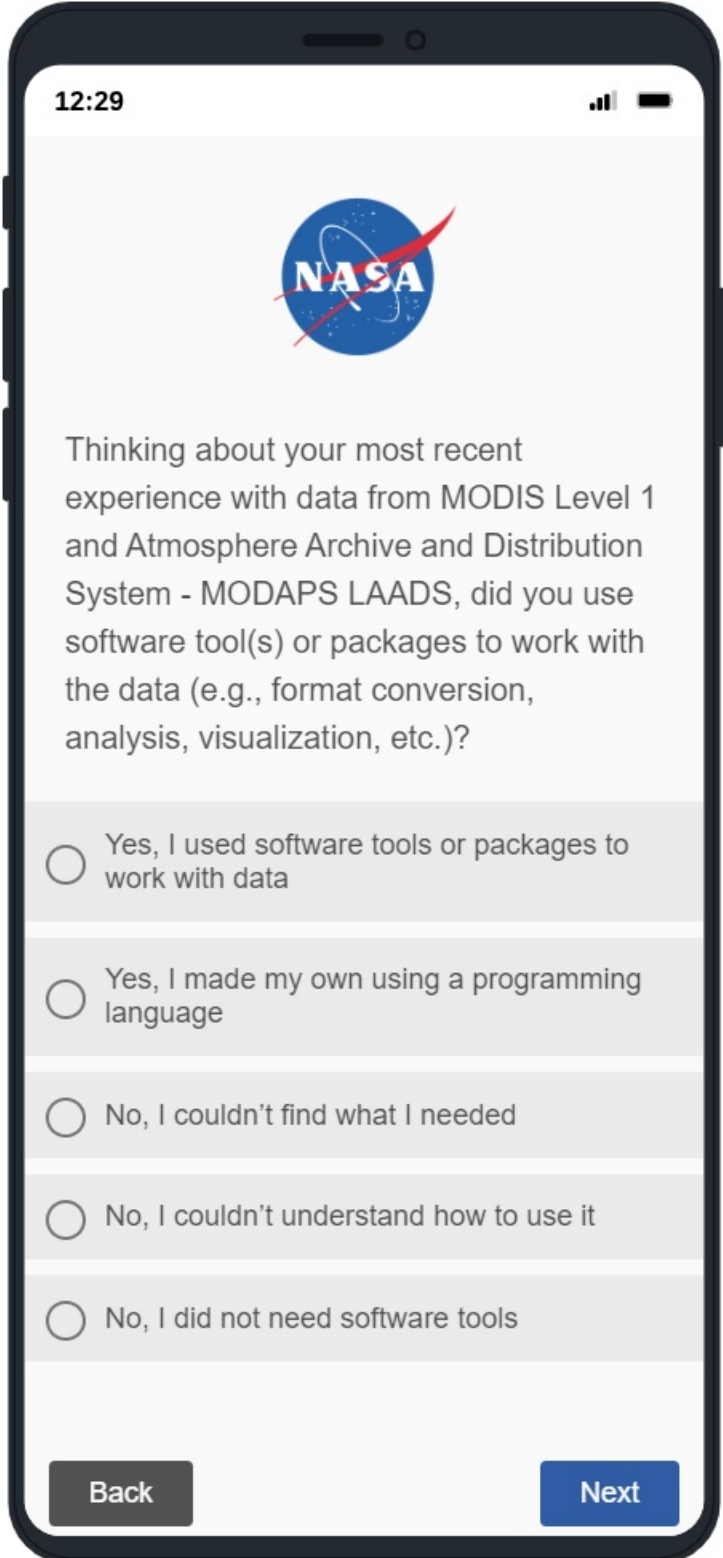 12:29
NASA
Thinking about your most recent
experience with data from MODIS Level 1
and Atmosphere Archive and Distribution
System - MODAPS LAADS, did you use
software tool(s) or packages to work with
the data (e.g., format conversion,
analysis, visualization, etc.)?
Yes, I used software tools or packages to
work with data
Yes, I made my own using a programming
language
No, I couldn’t find what I needed
No, I couldn’t understand how to use it
No, I did not need software tools
Back Next